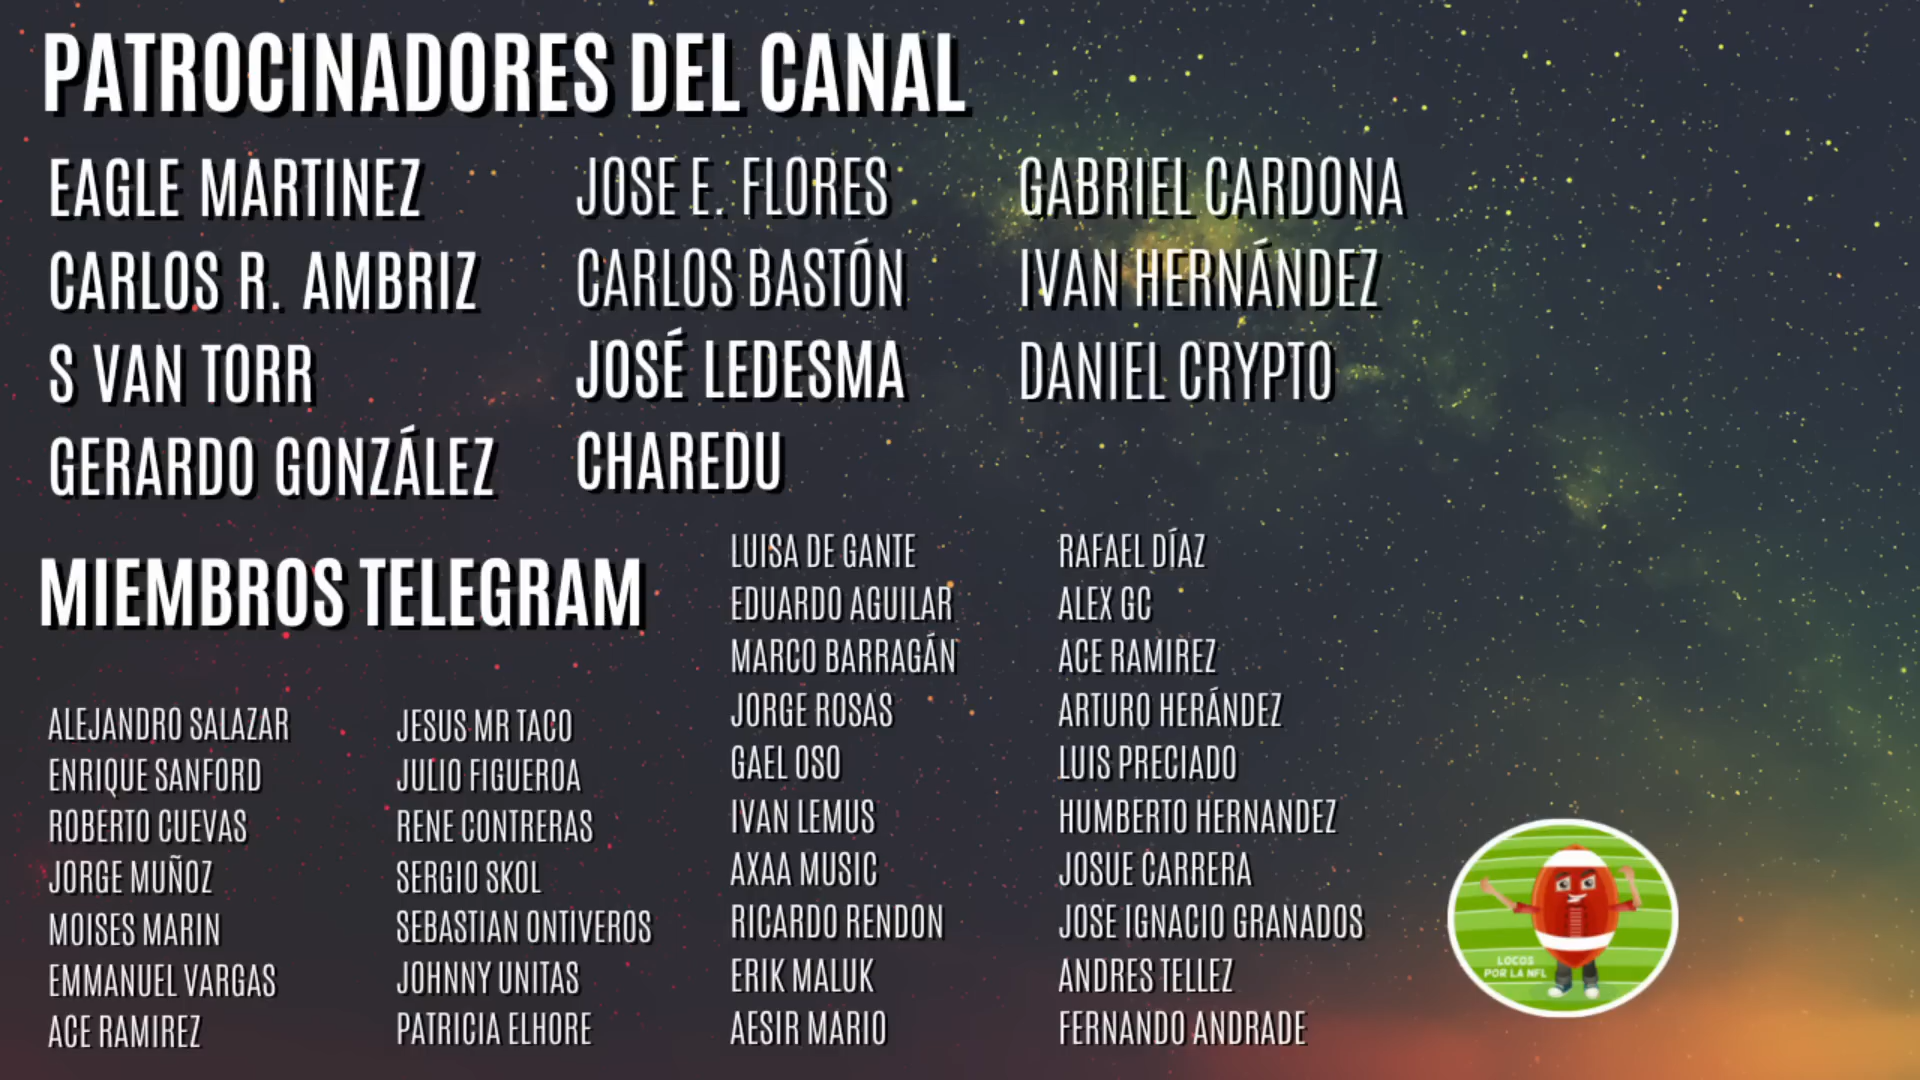 PATROCINADORES DEL CANAL
EAGLE MARTINEZ
CARLOS R. AMBRIZ
S VAN TORR
GERARDO GONZÁLEZ
JOSE E. FLORES
CARLOS BASTÓN
JOSÉ LEDESMA
CHAREDU
GABRIEL CARDONA
IVAN HERNÁNDEZ
DANIEL CRYPTO
MIEMBROS TELEGRAM
ALEJANDRO SALAZAR
ENRIQUE SANFORD
ROBERTO CUEVAS
JORGE MUÑOZ
MOISES MARIN
EMMANUEL VARGAS
ACE RAMIREZ
JESUS MR TACO
JULIO FIGUEROA
RENE CONTRERAS
SERGIO SKOL
SEBASTIAN ONTIVEROS
JOHNNY UNITAS
PATRICIA ELHORE
LUISA DE GANTE
EDUARDO AGUILAR
MARCO BARRAGÁN
JORGE ROSAS
GAEL OSO
IVAN LEMUS
AXAA MUSIC
RICARDO RENDON
ERIK MALUK
AESIR MARIO
RAFAEL DÍAZ
ALEX GC
ACE RAMIREZ
ARTURO HERÁNDEZ
LUIS PRECIADO
HUMBERTO HERNANDEZ
JOSUE CARRERA
JOSE IGNACIO GRANADOS
ANDRES TELLEZ
FERNANDO ANDRADE
LOCOS
POR LA NFL